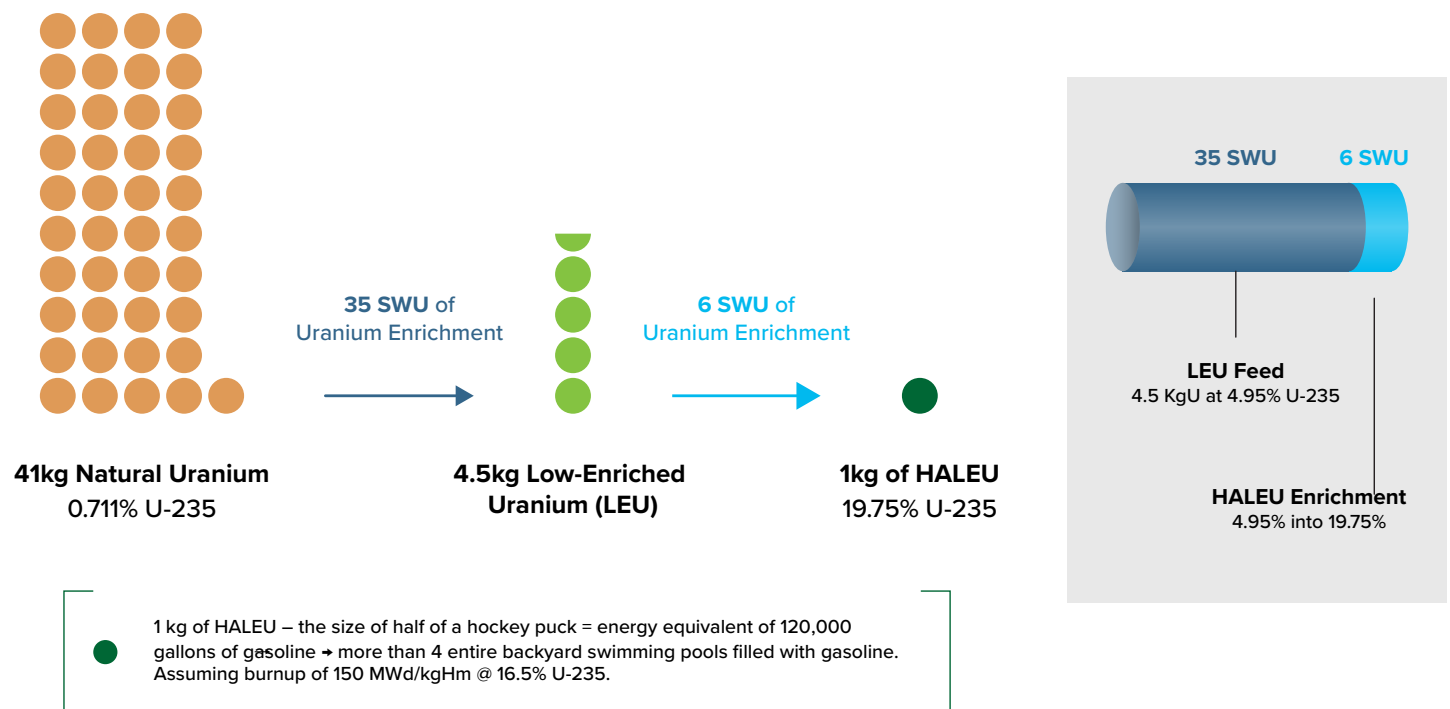 35 SWU of
Uranium Enrichment
6 SWU of
Uranium Enrichment
41kg Natural Uranium
0.711% U-235
4.5kg Low-Enriched
Uranium (LEU)
1kg of HALEU
19.75% U-235
35 SWU
6 SWU
LEU Feed
4.5 KgU at 4.95% U-235
HALEU Enrichment
4.95% into 19.75%
1 kg of HALEU – the size of half of a hockey puck = energy equivalent of 120,000
gallons of gasoline → more than 4 entire backyard swimming pools filled with gasoline.
Assuming burnup of 150 MWd/kgHm @ 16.5% U-235.